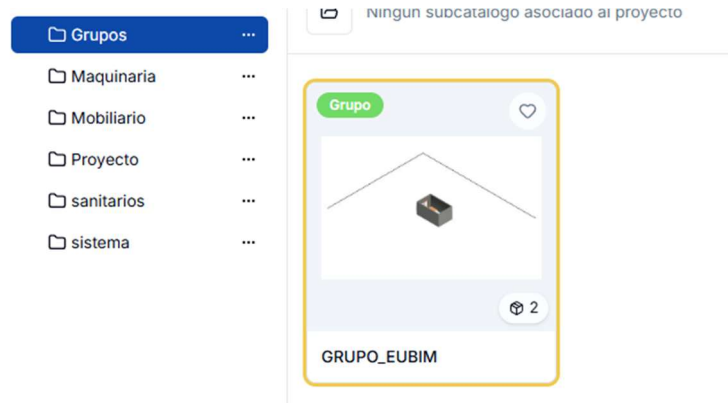 Grupos
Maquinaria
Mobiliario
Proyecto
sanitarios
sistema
Ningún subcatálogo asociado al proyecto
Grupo
2
GRUPO_EUBIM